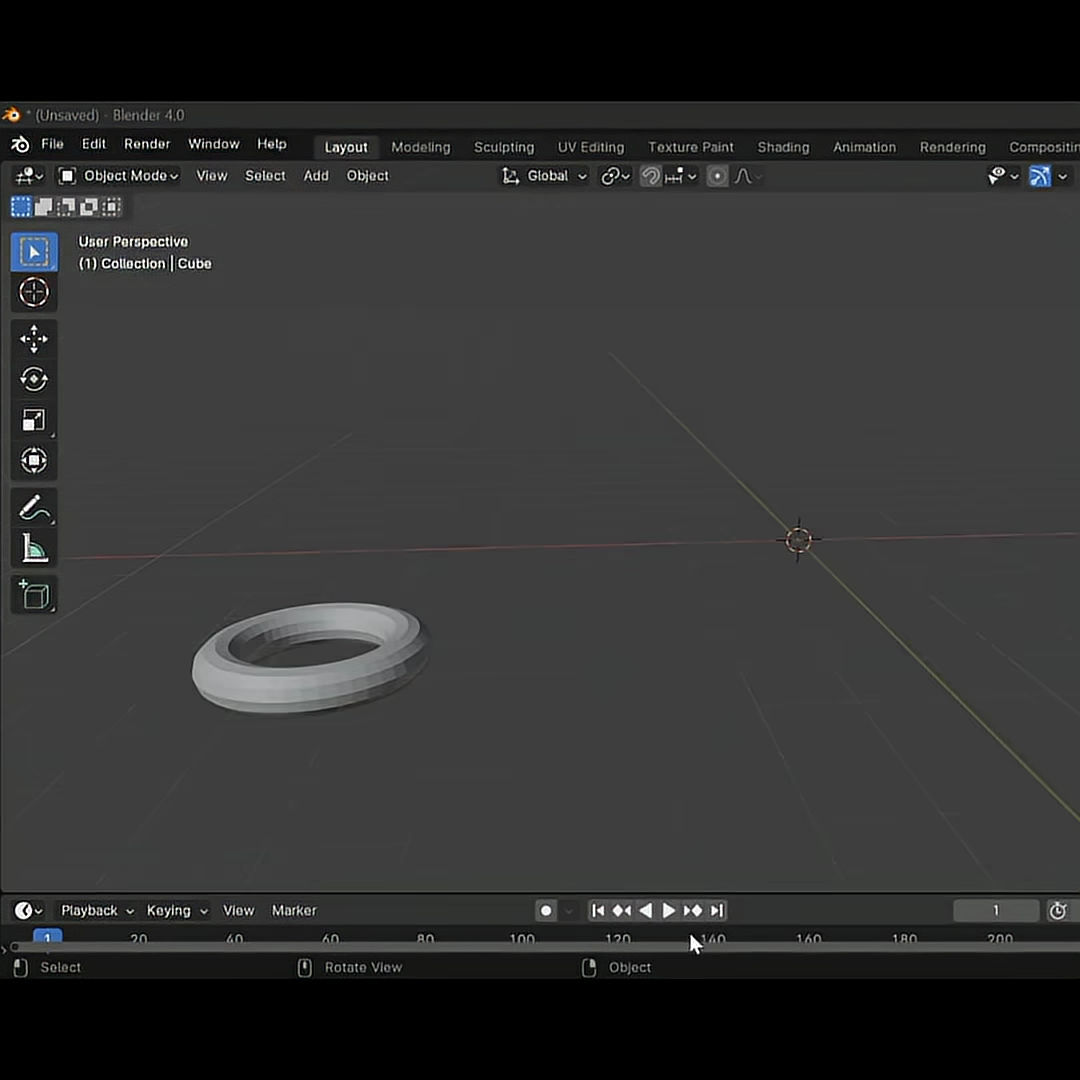 * (Unsaved) - Blender 4.0
File Edit Render Window Help Layout Modeling Sculpting UV Editing Texture Paint Shading Animation Rendering Compositin
Object Mode View Select Add Object Global
User Perspective
(1) Collection | Cube
Playback Keying View Marker 1
1 20 40 60 80 100 120 140 160 180 200
Select Rotate View Object